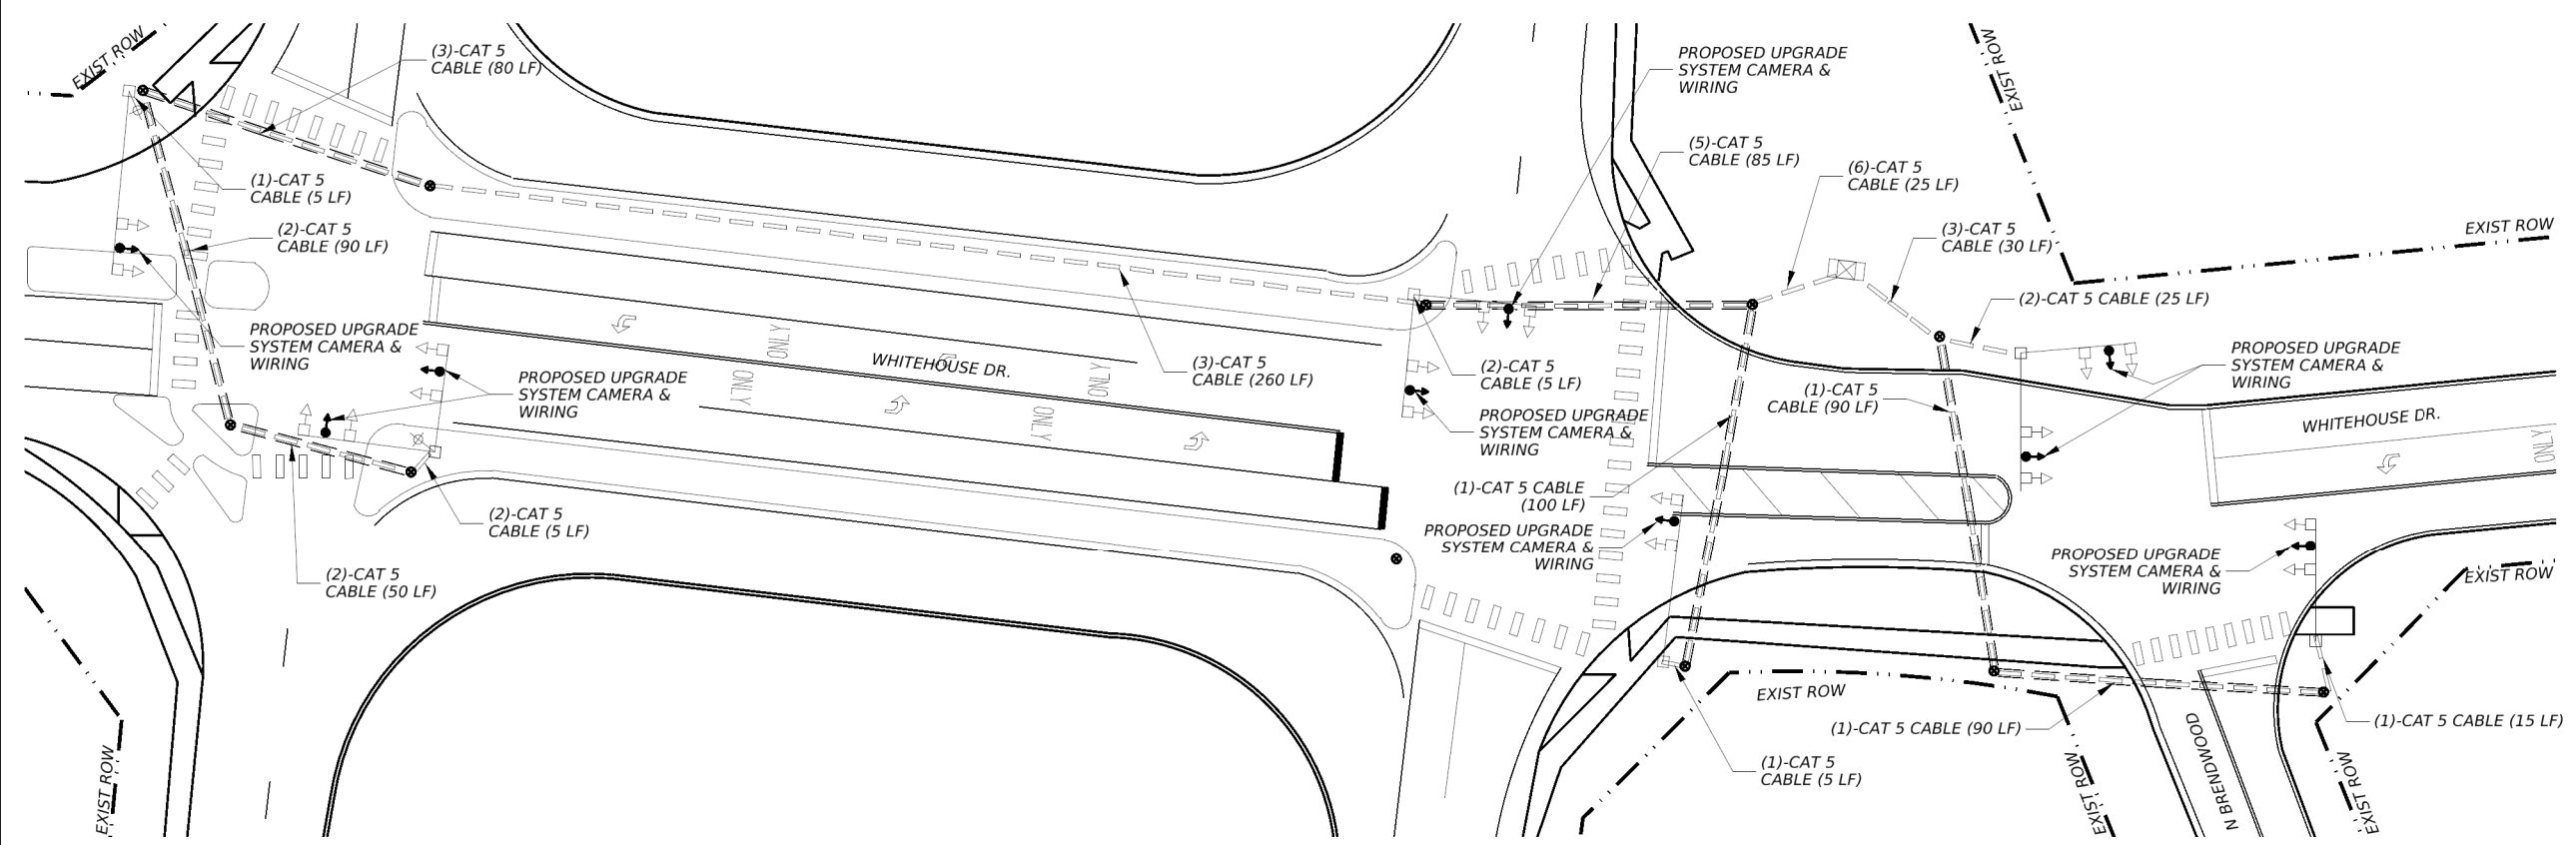 EXIST ROW
(3)-CAT 5
CABLE (80 LF)
(1)-CAT 5
CABLE (5 LF)
(2)-CAT 5
CABLE (90 LF)
PROPOSED UPGRADE
SYSTEM CAMERA &
WIRING
PROPOSED UPGRADE
SYSTEM CAMERA &
WIRING
(2)-CAT 5
CABLE (5 LF)
(2)-CAT 5
CABLE (50 LF)
EXIST ROW
ONLY
ONLY
WHITEHOUSE DR.
ONLY
ONLY
(3)-CAT 5
CABLE (260 LF)
PROPOSED UPGRADE
SYSTEM CAMERA &
WIRING
(5)-CAT 5
CABLE (85 LF)
(6)-CAT 5
CABLE (25 LF)
(3)-CAT 5
CABLE (30 LF)
(2)-CAT 5 CABLE (25 LF)
EXIST ROW
EXIST ROW
EXIST ROW
(2)-CAT 5
CABLE (5 LF)
PROPOSED UPGRADE
SYSTEM CAMERA &
WIRING
(1)-CAT 5
CABLE (90 LF)
PROPOSED UPGRADE
SYSTEM CAMERA &
WIRING
WHITEHOUSE DR.
ONLY
(1)-CAT 5 CABLE
(100 LF)
PROPOSED UPGRADE
SYSTEM CAMERA &
WIRING
PROPOSED UPGRADE
SYSTEM CAMERA &
WIRING
EXIST ROW
EXIST ROW
(1)-CAT 5 CABLE (90 LF)
(1)-CAT 5 CABLE (15 LF)
(1)-CAT 5
CABLE (5 LF)
EXIST ROW
N BRENDWOOD
EXIST ROW